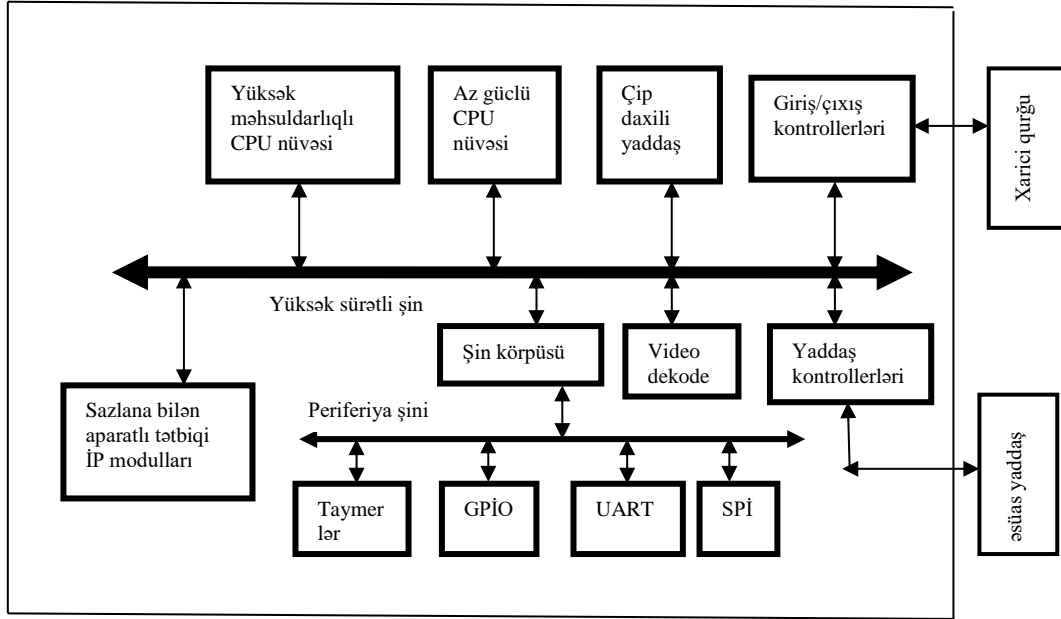 Yüksək
məhsuldarlıqlı
CPU nüvəsi
Az güclü
CPU
nüvəsi
Çip
daxili
yaddaş
Giriş/çıxış
kontrollerləri
Xarici qurğu
Yüksək sürətli şin
Şin körpüsü
Video
dekode
Yaddaş
kontrollerləri
Sazlana bilən
aparatlı tətbiqi
İP modulları
Periferiya şini
Taymer
lər
GPİO
UART
SPİ
əsüas yaddaş